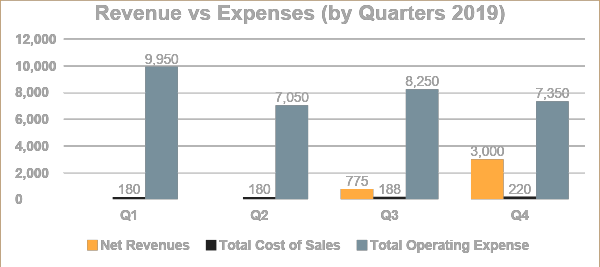 Revenue vs Expenses (by Quarters 2019)
12,000
10,000
8,000
6,000
4,000
2,000
0
180
9,950
180
7,050
775
188
8,250
3,000
220
7,350
Q1
Q2
Q3
Q4
Net Revenues Total Cost of Sales Total Operating Expense